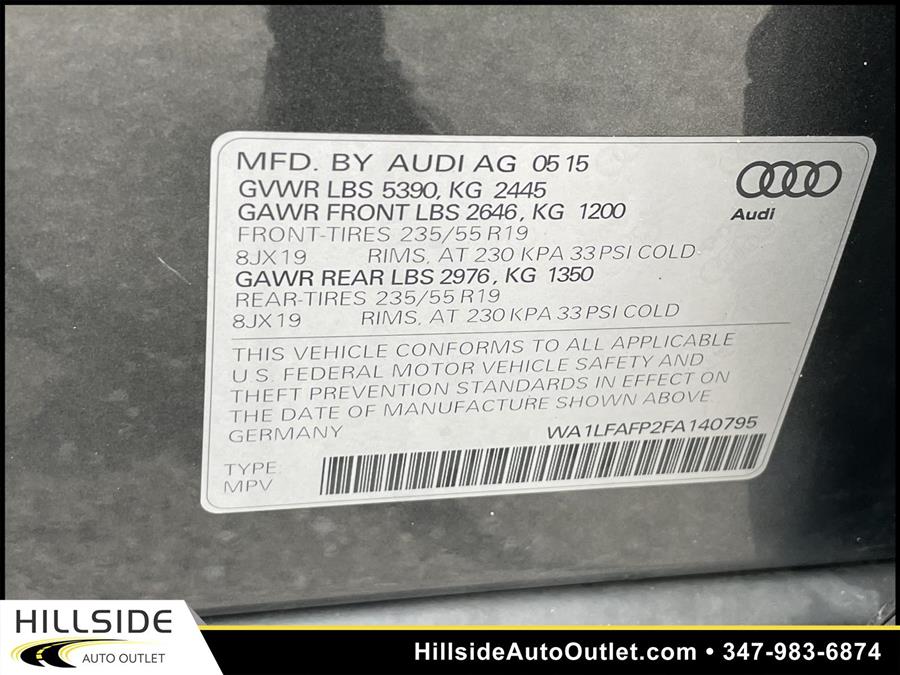 MFD. BY AUDI AG 05 15
GVWR LBS 5390, KG 2445
GAWR FRONT LBS 2646, KG 1200
FRONT-TIRES 235/55 R19
8JX19 RIMS, AT 230 KPA 33 PSI COLD
GAWR REAR LBS 2976, KG 1350
REAR-TIRES 235/55 R19
8JX19 RIMS, AT 230 KPA 33 PSI COLD
Audi
THIS VEHICLE CONFORMS TO ALL APPLICABLE
U.S. FEDERAL MOTOR VEHICLE SAFETY AND
THEFT PREVENTION STANDARDS IN EFFECT ON
THE DATE OF MANUFACTURE SHOWN ABOVE
GERMANY WA1LFAFP2FA140795
TYPE:
MPV
HILLSIDE
AUTO OUTLET
HillsideAutoOutlet.com • 347-983-6874